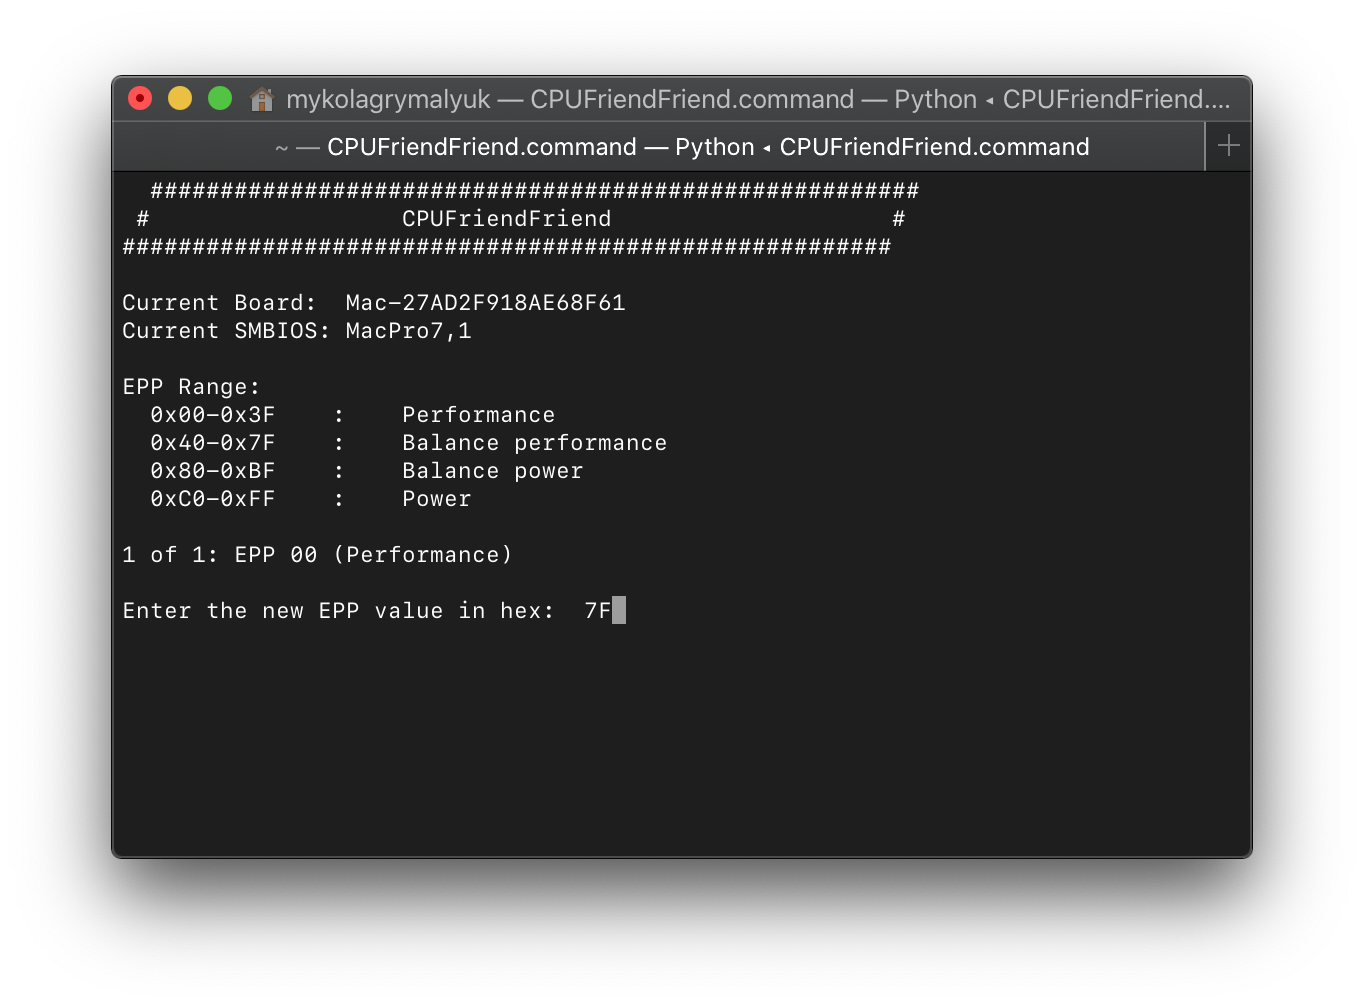 mykolagrymalyuk — CPUFriendFriend.command — Python ◂ CPUFriendFriend....
~ — CPUFriendFriend.command — Python ◂ CPUFriendFriend.command
#######################################################
# CPUFriendFriend #
#######################################################
Current Board: Mac-27AD2F918AE68F61
Current SMBIOS: MacPro7,1
EPP Range:
0x00-0x3F : Performance
0x40-0x7F : Balance performance
0x80-0xBF : Balance power
0xC0-0xFF : Power
1 of 1: EPP 00 (Performance)
Enter the new EPP value in hex: 7F